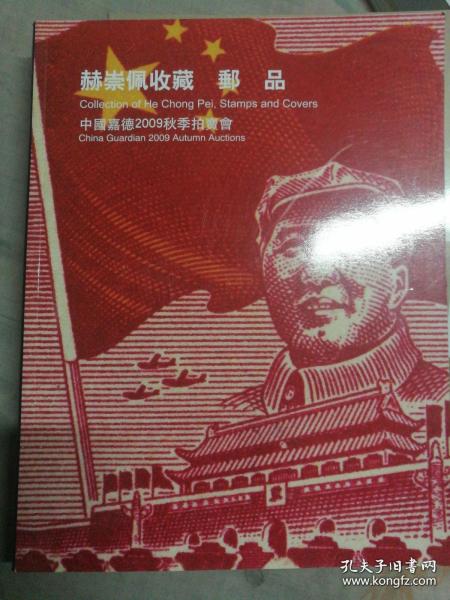 赫崇佩收藏 郵 品
Collection of He Chong Pei, Stamps and Covers
中國嘉德2009秋季拍賣會
China Guardian 2009 Autumn Auctions
孔夫子旧书网
www.kongfz.com